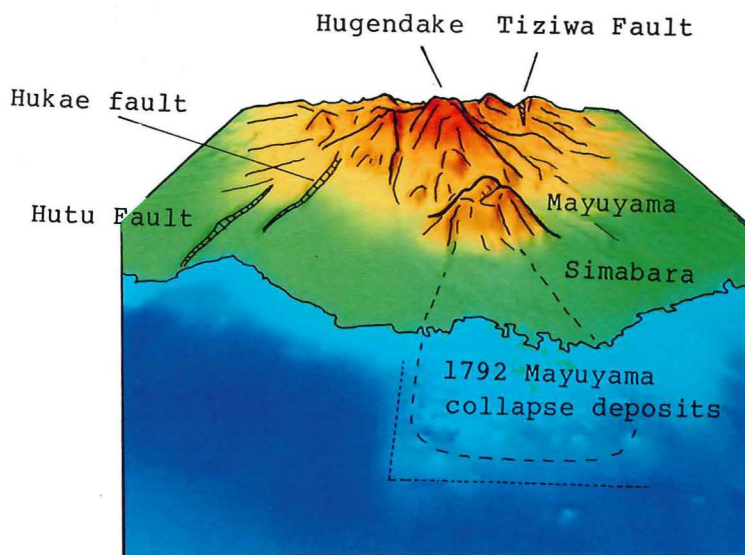 Hugendake
Tiziwa Fault
Hukae fault
Hutu Fault
Mayuyama
Simabara
1792 Mayuyama
collapse deposits